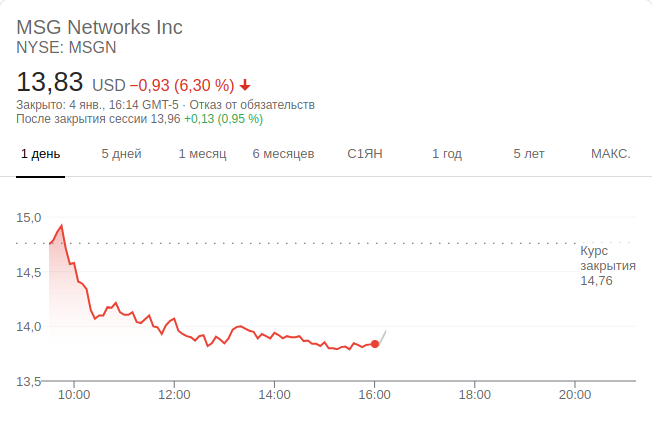 MSG Networks Inc
NYSE: MSGN
13,83 USD −0,93 (6,30 %)
Закрыто: 4 янв., 16:14 GMT-5 · Отказ от обязательств
После закрытия сессии 13,96 +0,13 (0,95 %)
1 день 5 дней 1 месяц 6 месяцев С1ЯН 1 год 5 лет МАКС.
15,0
Курс
закрытия
14,76
14,5
14,0
13,5
10:00 12:00 14:00 16:00 18:00 20:00